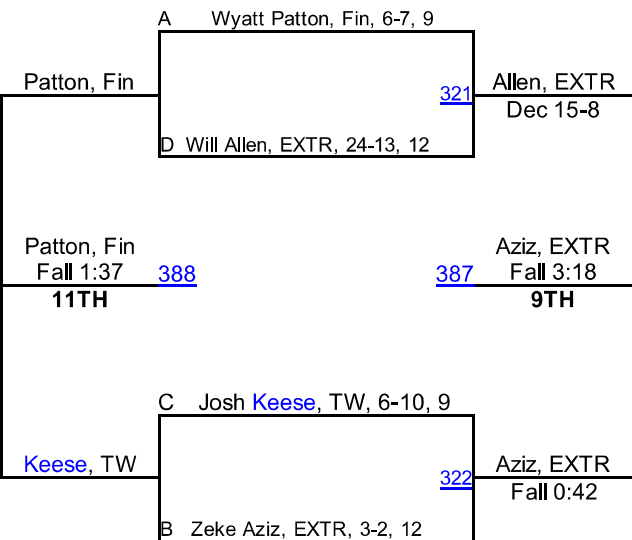 A Wyatt Patton, Fin, 6-7, 9
Patton, Fin
321
Allen, EXTR
Dec 15-8
D Will Allen, EXTR, 24-13, 12
Patton, Fin
Fall 1:37
11TH
388
387
Aziz, EXTR
Fall 3:18
9TH
C Josh Keese, TW, 6-10, 9
Keese, TW
322
Aziz, EXTR
Fall 0:42
B Zeke Aziz, EXTR, 3-2, 12